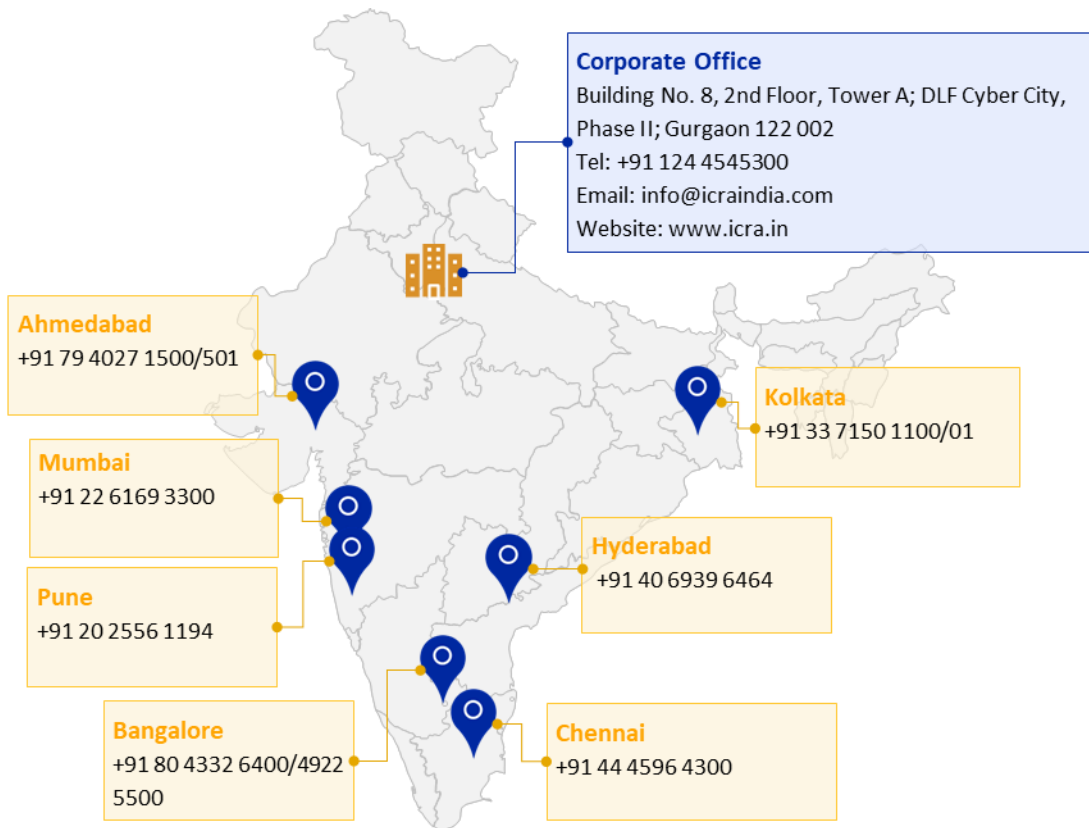 Corporate Office
Building No. 8, 2nd Floor, Tower A; DLF Cyber City,
Phase II; Gurgaon 122 002
Tel: +91 124 4545300
Email: info@icraindia.com
Website: www.icra.in
Ahmedabad
+91 79 4027 1500/501
Kolkata
+91 33 7150 1100/01
Mumbai
+91 22 6169 3300
Hyderabad
+91 40 6939 6464
Pune
+91 20 2556 1194
Bangalore
+91 80 4332 6400/4922
5500
Chennai
+91 44 4596 4300